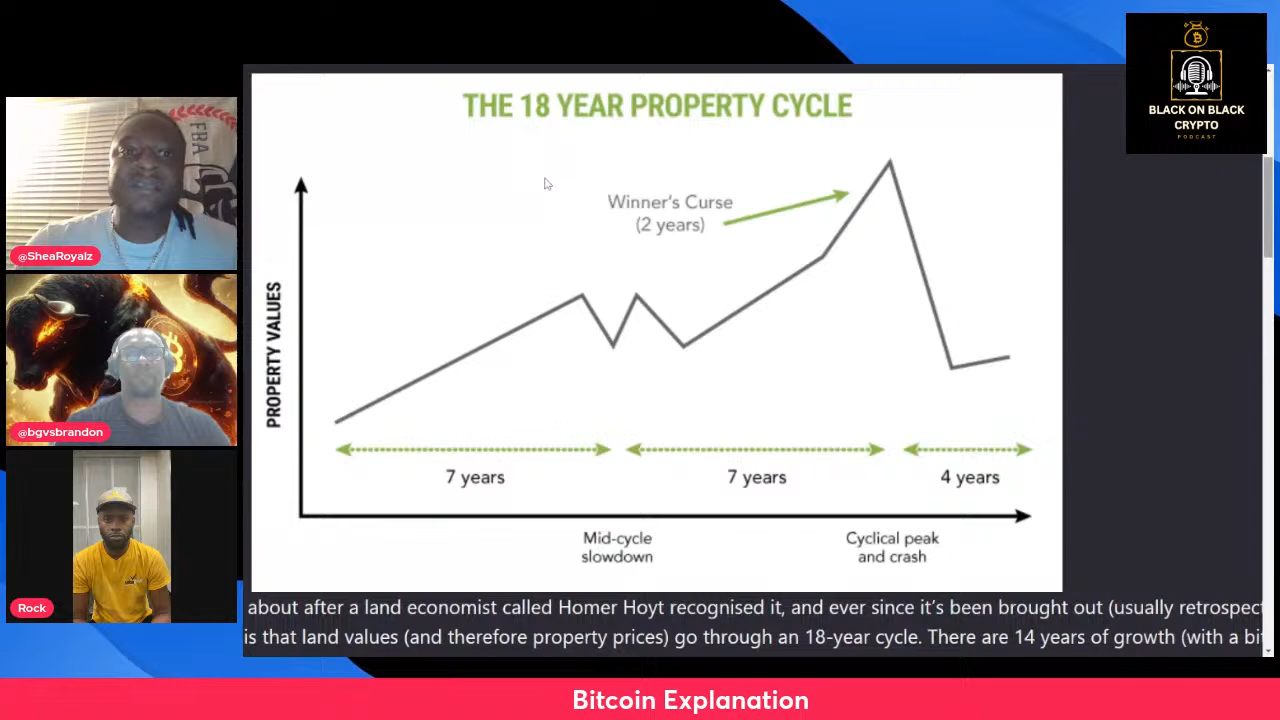 BLACK ON BLACK
CRYPTO
PODCAST
FBA
@SheaRoyalz
@bgvsbrandon
Rock
THE 18 YEAR PROPERTY CYCLE
Winner's Curse
(2 years)
PROPERTY VALUES
7 years
7 years
4 years
Mid-cycle
slowdown
Cyclical peak
and crash
about after a land economist called Homer Hoyt recognised it, and ever since it's been brought out (usually retrospect
is that land values (and therefore property prices) go through an 18-year cycle. There are 14 years of growth (with a bi
Bitcoin Explanation